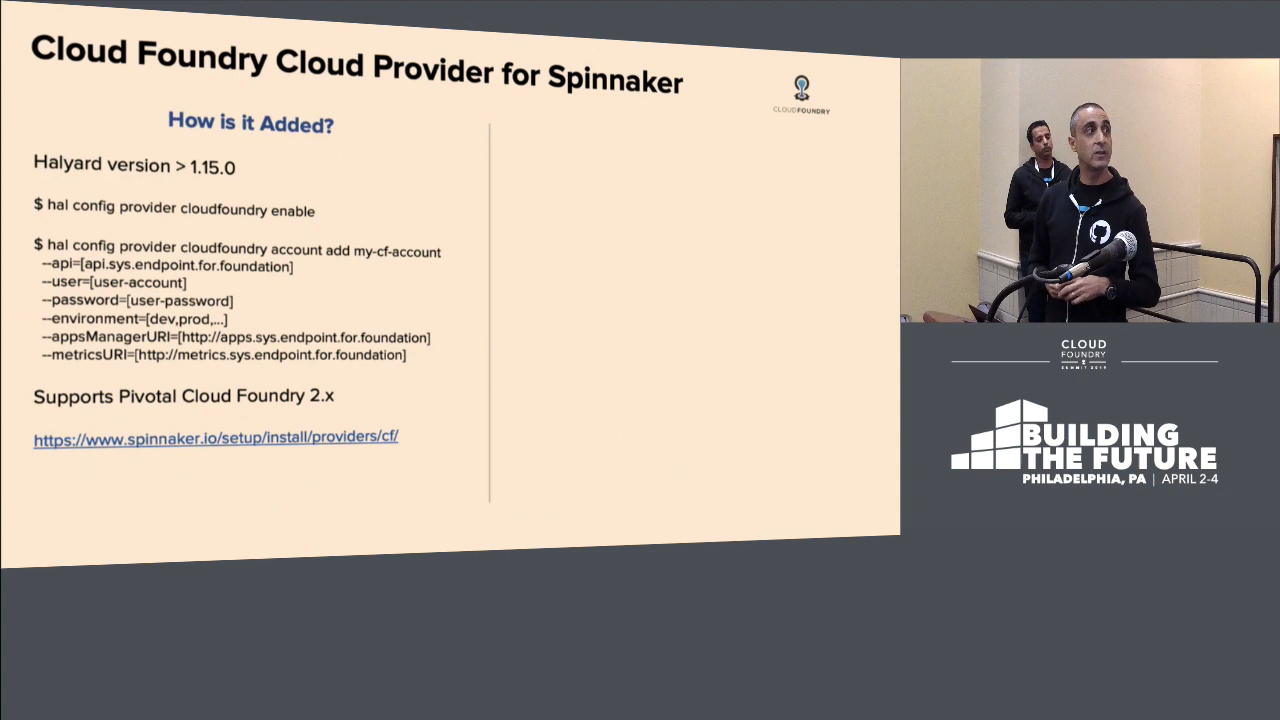 Cloud Foundry Cloud Provider for Spinnaker
CLOUDFOUNDRY
How is it Added?
Halyard version > 1.15.0
$ hal config provider cloudfoundry enable
$ hal config provider cloudfoundry account add my-cf-account
--api=[api.sys.endpoint.for.foundation]
--user=[user-account]
--password=[user-password]
--environment=[dev,prod,...]
--appsManagerURI=[http://apps.sys.endpoint.for.foundation]
--metricsURI=[http://metrics.sys.endpoint.for.foundation]
Supports Pivotal Cloud Foundry 2.x
https://www.spinnaker.io/setup/install/providers/cf/
CLOUD
FOUNDRY
SUMMIT 2019
BUILDING
THE FUTURE
PHILADELPHIA, PA | APRIL 2-4